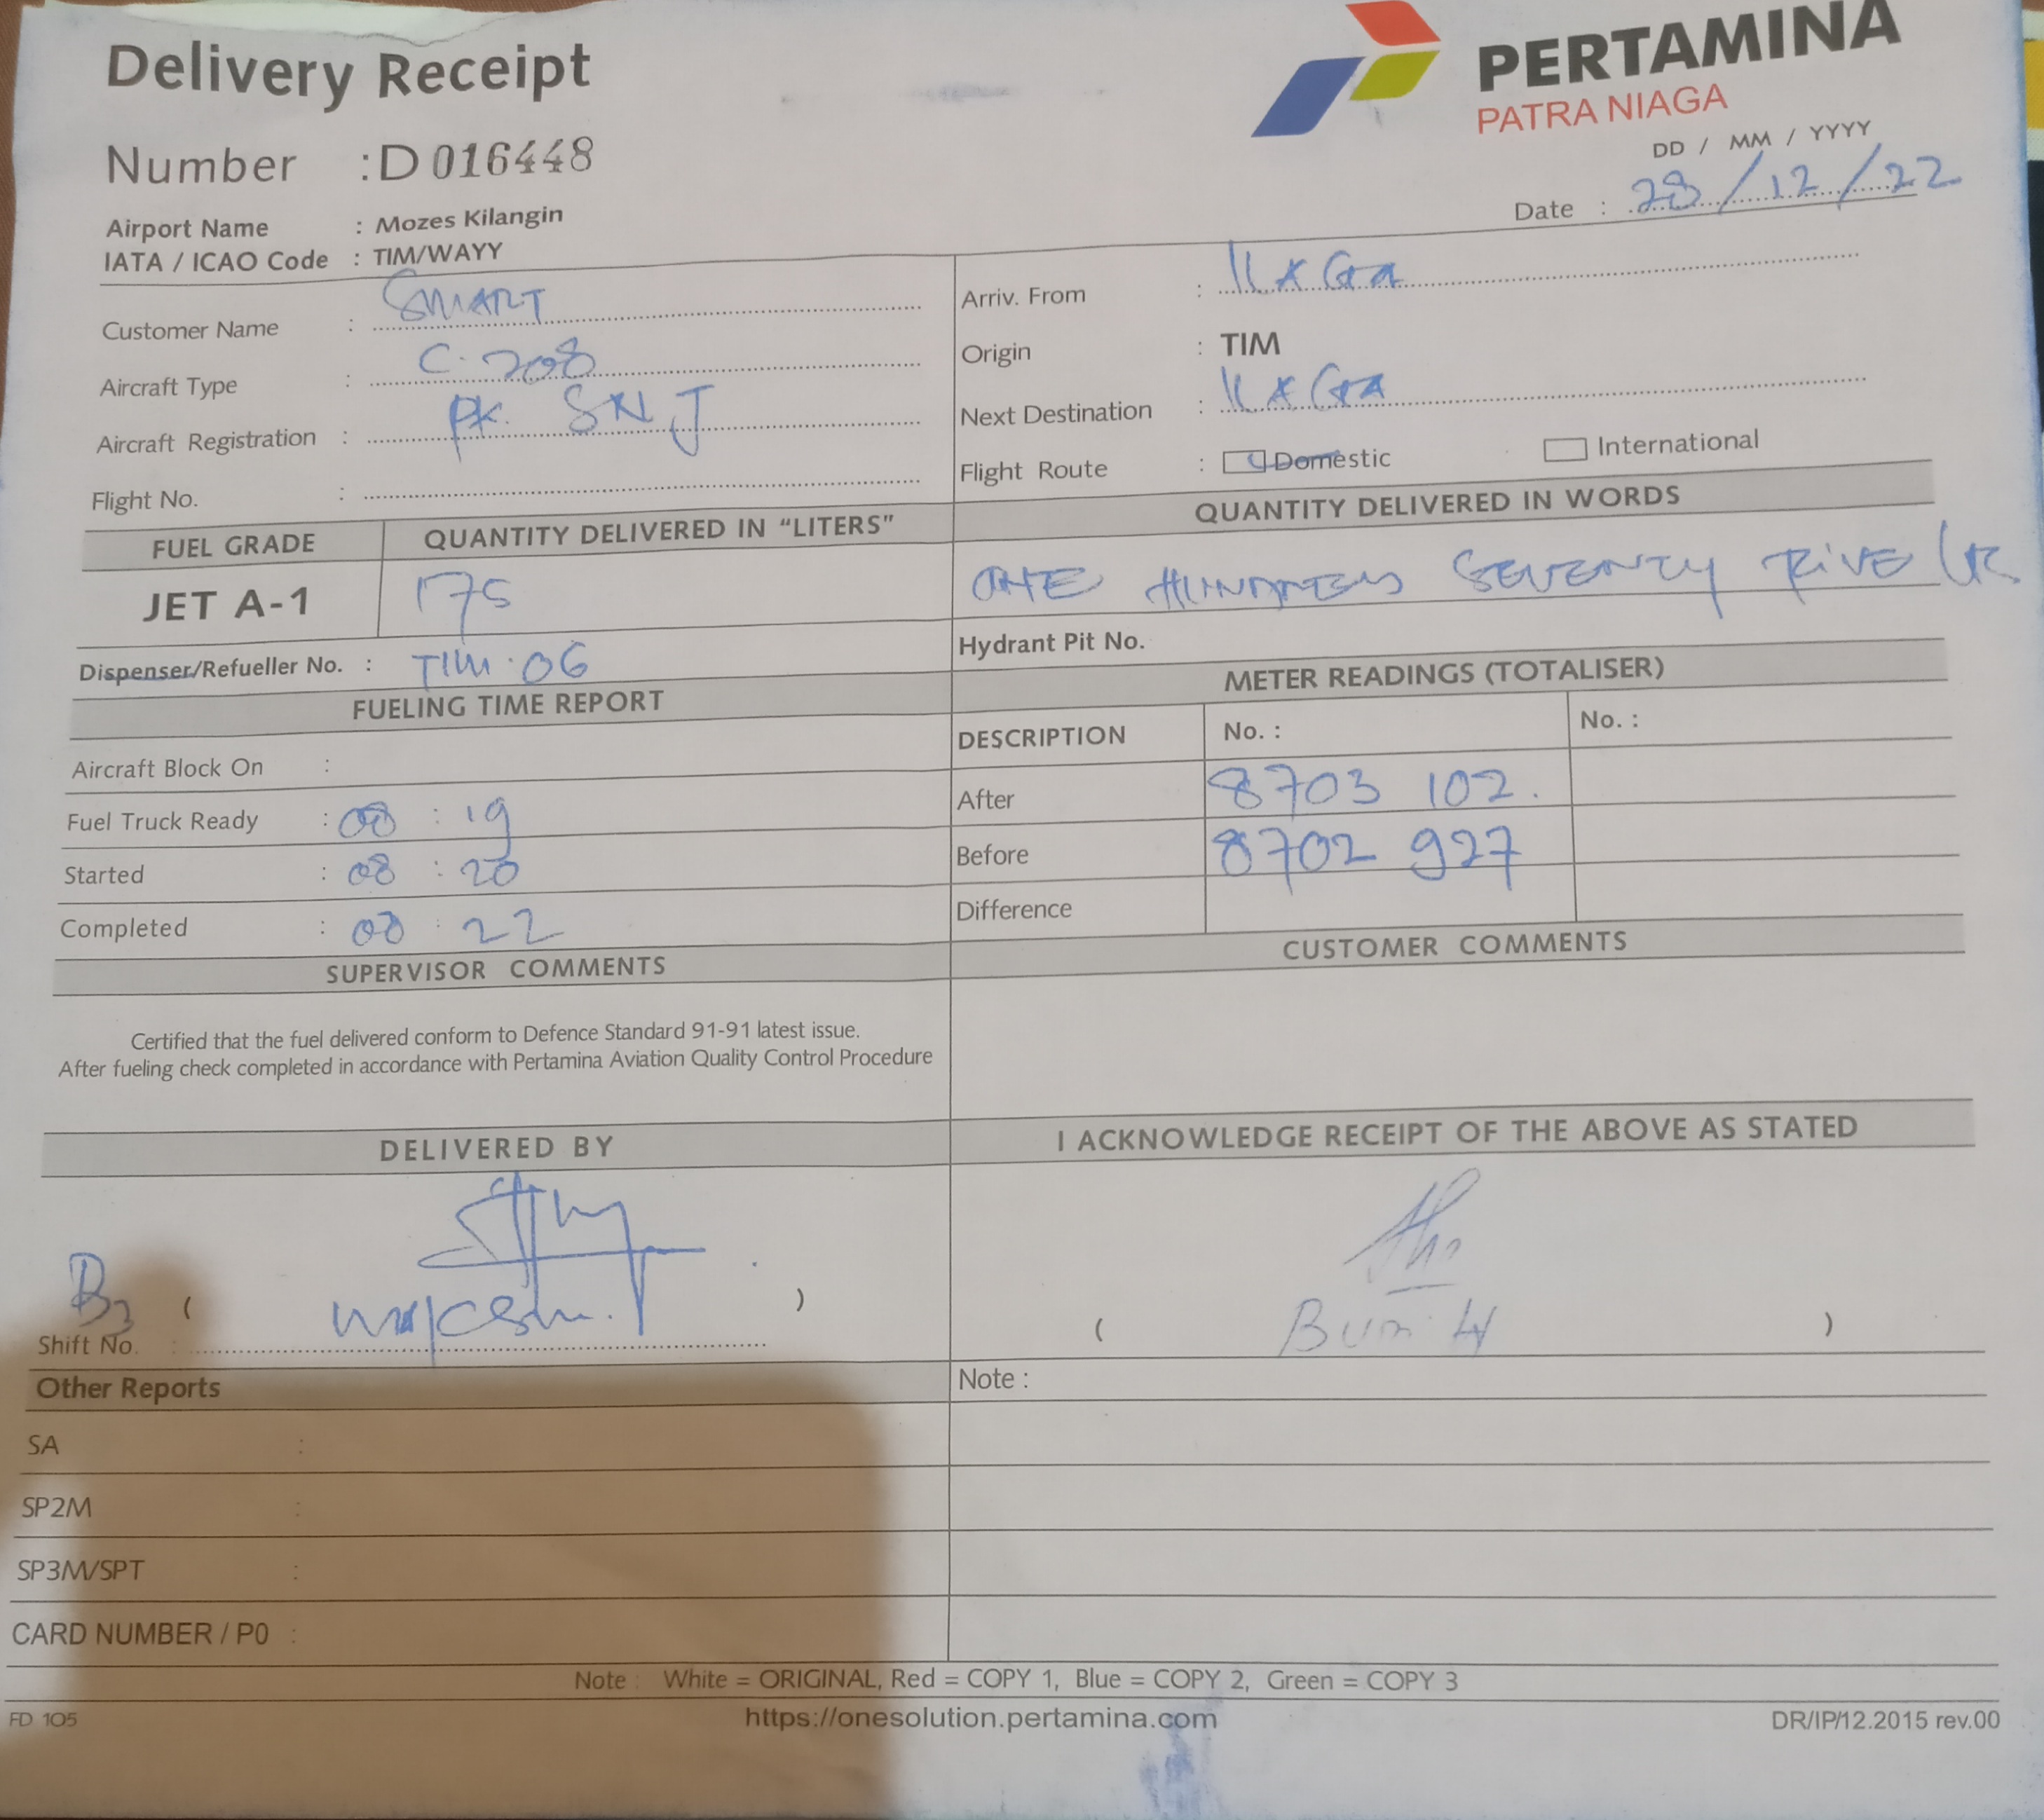 Delivery Receipt
PERTAMINA
PATRA NIAGA
Number : D 016448
DD / MM / YYYY
Date : 28/12/22
Airport Name : Mozes Kilangin
IATA / ICAO Code : TIM/WAYY
Customer Name : SMART
Aircraft Type : C. 208
Aircraft Registration : PK. SNJ
Flight No. :
Arriv. From : ILAGA
Origin : TIM
Next Destination : ILAGA
Flight Route : Domestic International
FUEL GRADE QUANTITY DELIVERED IN “LITERS” QUANTITY DELIVERED IN WORDS
JET A-1 175 ONE HUNDRED SEVENTY FIVE
Dispenser/Refueller No. : TIM. 06 Hydrant Pit No.
FUELING TIME REPORT
Aircraft Block On :
Fuel Truck Ready : 08 : 19
Started : 08 : 20
Completed : 08 : 22
METER READINGS (TOTALISER)
DESCRIPTION No. : No. :
After 8703 102.
Before 8702 927
Difference
SUPERVISOR COMMENTS
Certified that the fuel delivered conform to Defence Standard 91-91 latest issue.
After fueling check completed in accordance with Pertamina Aviation Quality Control Procedure
CUSTOMER COMMENTS
DELIVERED BY
( )
Shift No. :
I ACKNOWLEDGE RECEIPT OF THE ABOVE AS STATED
( )
Other Reports
SA :
SP2M :
SP3M/SPT :
CARD NUMBER / P0 :
Note :
Note : White = ORIGINAL, Red = COPY 1, Blue = COPY 2, Green = COPY 3
FD 105 https://onesolution.pertamina.com DR/IP/12.2015 rev.00